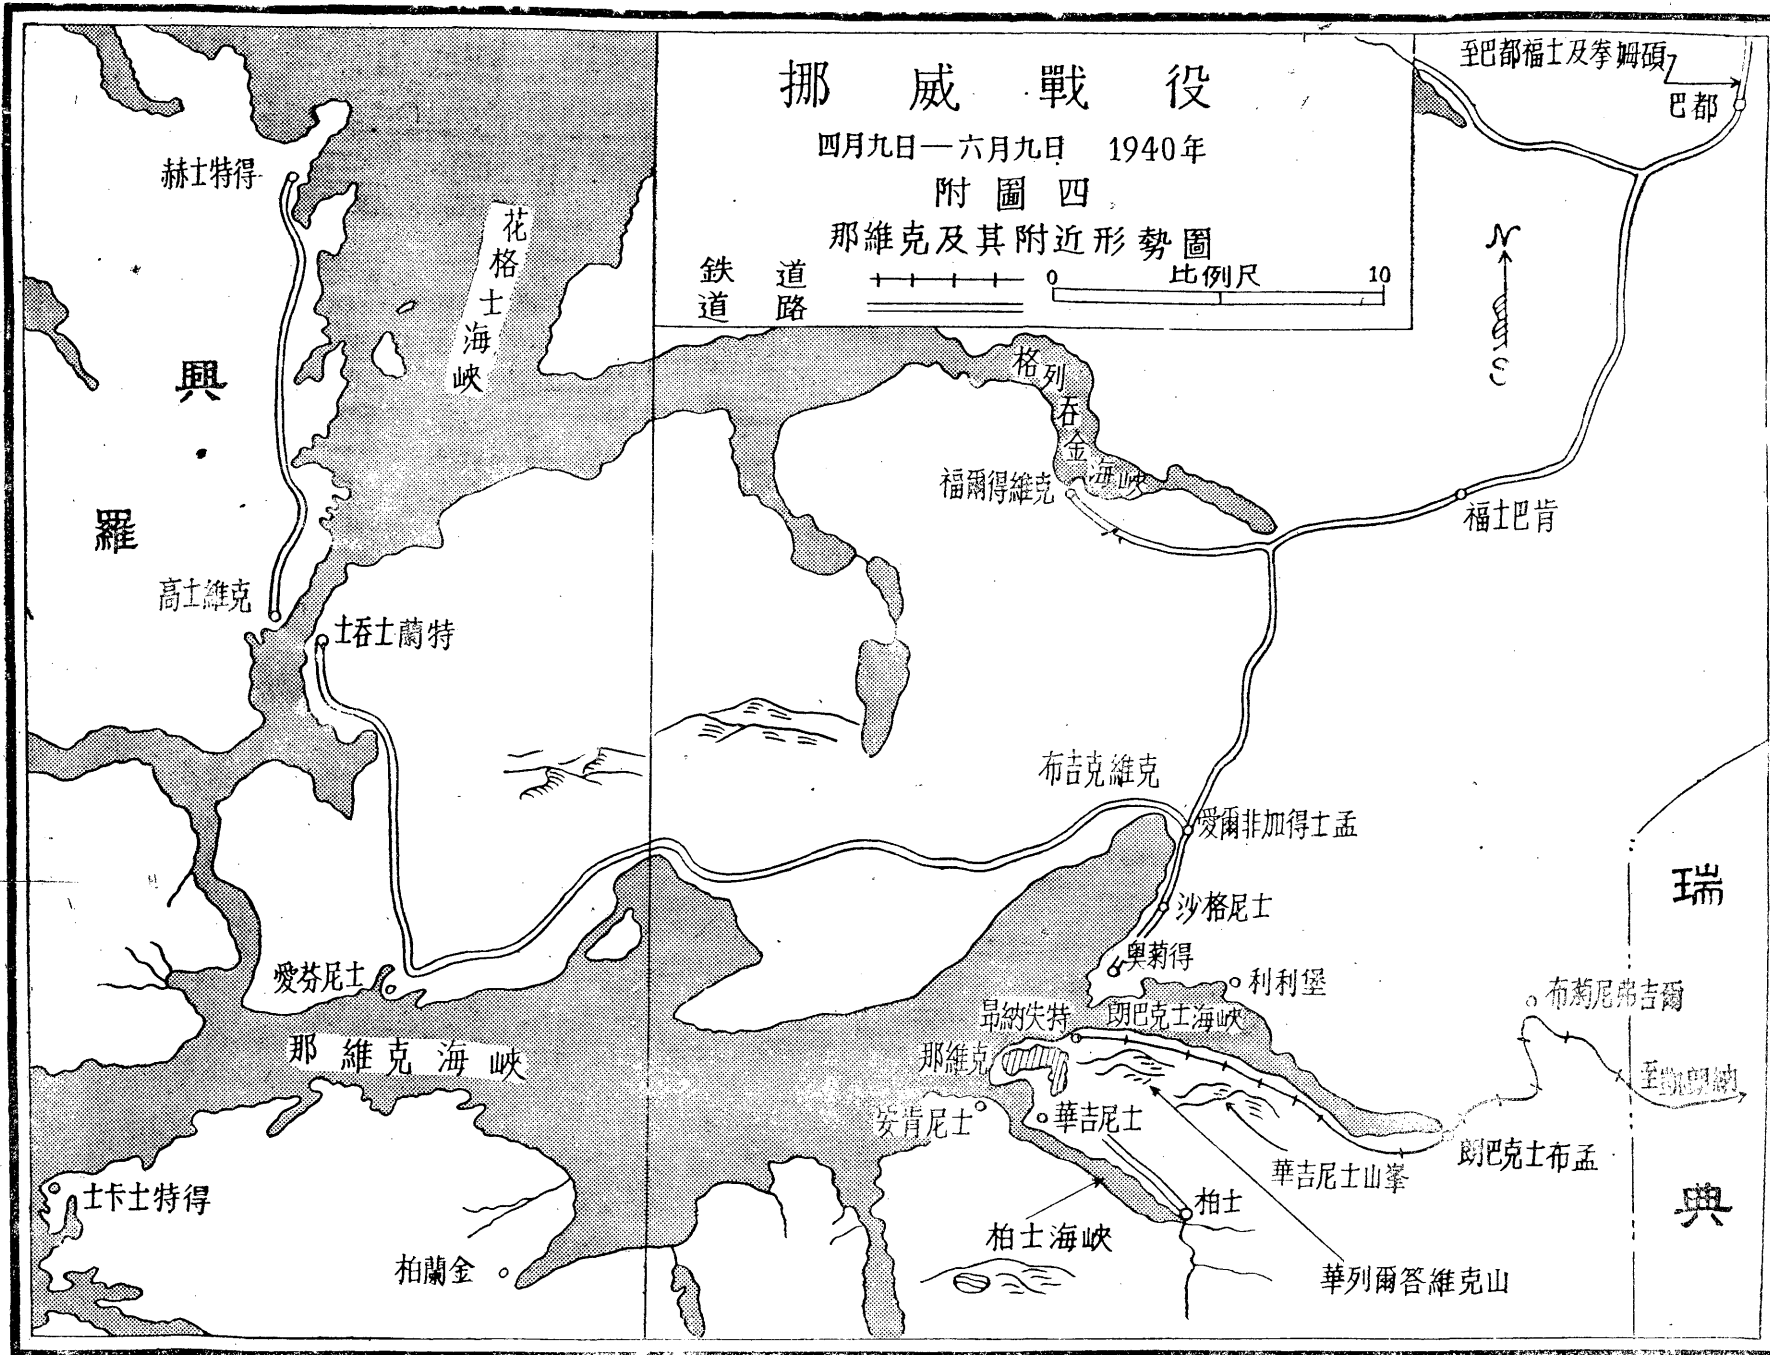 挪威戰役
四月九日—六月九日 1940年
附圖四
那維克及其附近形勢圖
鉄道
道路
0 比例尺 10
至巴都福士及拳姆碩
巴都
N
S
赫士特得
花格士海峽
興
羅
高士維克
士吞士蘭特
格列吞金海峽
福爾得維克
福士巴肯
布吉克維克
愛爾非加得士孟
沙格尼士
奧菊得
利利堡
瑞
典
愛芬尼士
那維克海峽
昂納失特
朗巴克士海峽
布菊尼弗吉爾
那維克
安肯尼士
華吉尼士
華吉尼士山峯
朗巴克士布孟
士卡士特得
柏蘭金
柏士
柏士海峽
華列爾答維克山